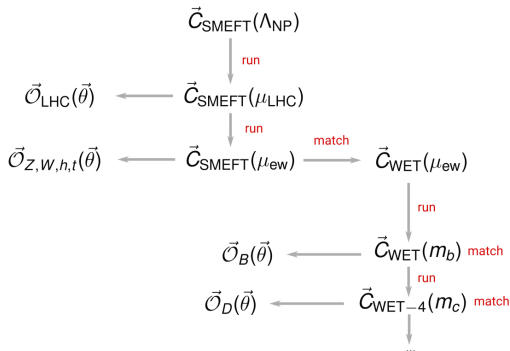 C⃗SMEFT(ΛNP)
run
O⃗LHC(θ⃗) C⃗SMEFT(μLHC)
run
match
O⃗Z,W,h,t(θ⃗) C⃗SMEFT(μew) C⃗WET(μew)
run
O⃗B(θ⃗) C⃗WET(mb) match
run
O⃗D(θ⃗) C⃗WET−4(mc) match
...